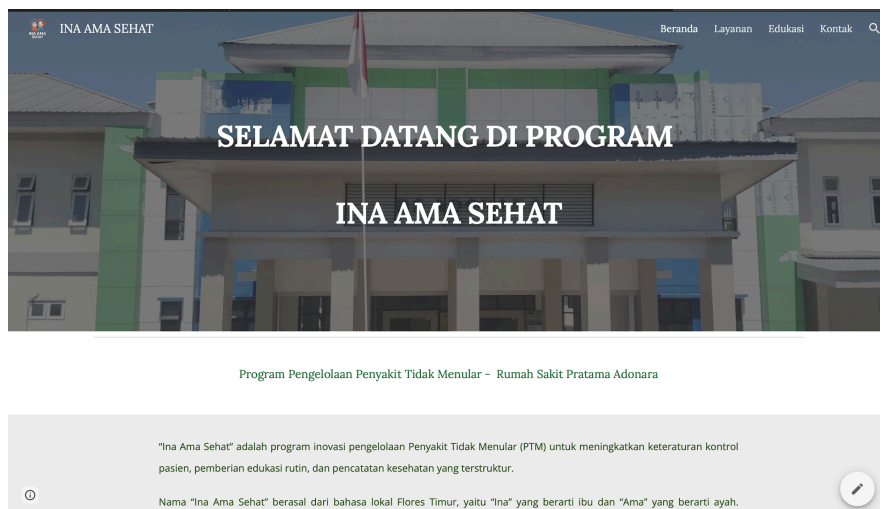 INA AMA SEHAT
INA AMA SEHAT
Beranda
Layanan
Edukasi
Kontak
SELAMAT DATANG DI PROGRAM
INA AMA SEHAT
Program Pengelolaan Penyakit Tidak Menular - Rumah Sakit Pratama Adonara
“Ina Ama Sehat” adalah program inovasi pengelolaan Penyakit Tidak Menular (PTM) untuk meningkatkan keteraturan kontrol
pasien, pemberian edukasi rutin, dan pencatatan kesehatan yang terstruktur.
Nama “Ina Ama Sehat” berasal dari bahasa lokal Flores Timur, yaitu “Ina” yang berarti ibu dan “Ama” yang berarti ayah.